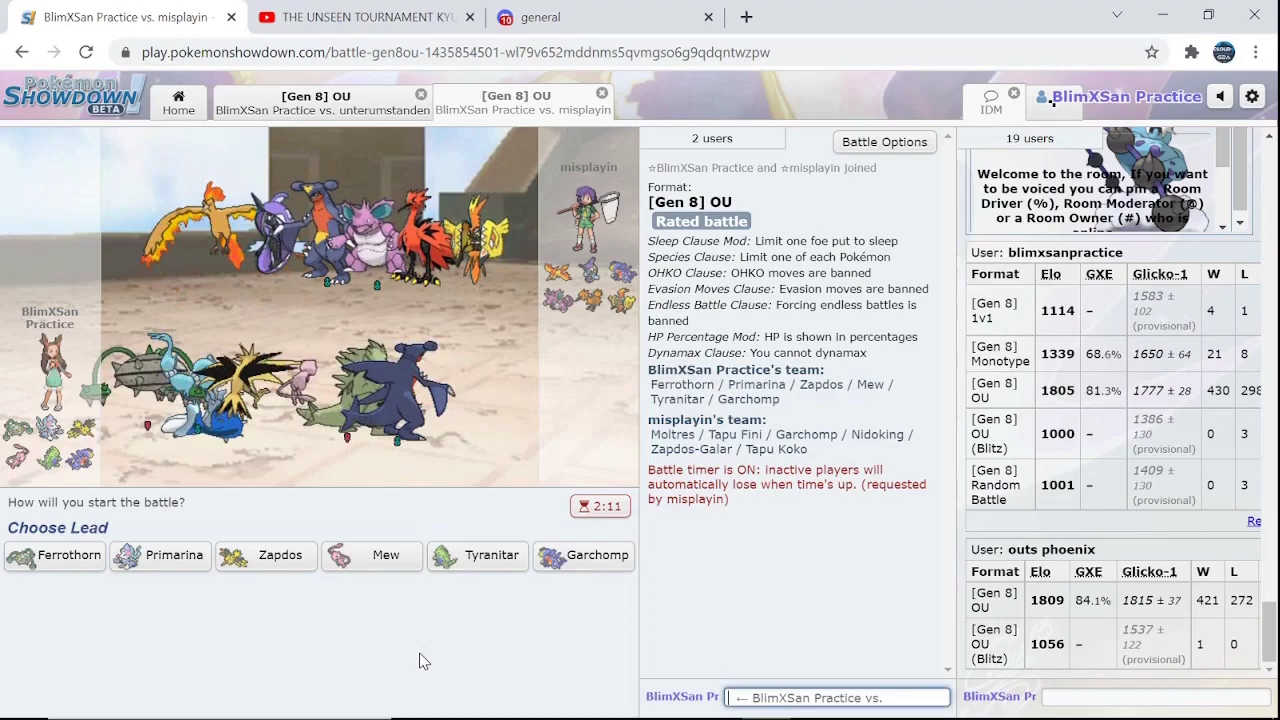 BlimXSan Practice vs. misplayin -
THE UNSEEN TOURNAMENT KYU
10
general
play.pokemonshowdown.com/battle-gen8ou-1435854501-wl79v652mddnms5qvmgso6g9qdqntwzpw
Pokémon
SHOWDOWN!
BETA
Home
[Gen 8] OU
BlimXSan Practice vs. unterumstanden
[Gen 8] OU
BlimXSan Practice vs. misplayin
IDM
BlimXSan Practice
misplayin
BlimXSan
Practice
How will you start the battle?
2:11
Choose Lead
Ferrothorn
Primarina
Zapdos
Mew
Tyranitar
Garchomp
2 users
Battle Options
☆BlimXSan Practice and ☆misplayin joined
Format:
[Gen 8] OU
Rated battle
Sleep Clause Mod: Limit one foe put to sleep
Species Clause: Limit one of each Pokémon
OHKO Clause: OHKO moves are banned
Evasion Moves Clause: Evasion moves are banned
Endless Battle Clause: Forcing endless battles is
banned
HP Percentage Mod: HP is shown in percentages
Dynamax Clause: You cannot dynamax
BlimXSan Practice's team:
Ferrothorn / Primarina / Zapdos / Mew /
Tyranitar / Garchomp
misplayin's team:
Moltres / Tapu Fini / Garchomp / Nidoking /
Zapdos-Galar / Tapu Koko
Battle timer is ON: inactive players will
automatically lose when time's up. (requested
by misplayin)
BlimXSan Pr
← BlimXSan Practice vs.
19 users
Welcome to the room, If you want
to be voiced you can pm a Room
Driver (%), Room Moderator (@)
or a Room Owner (#) who is
online
User: blimxsanpractice
Format Elo GXE Glicko-1 W L
[Gen 8] 1v1 1114 – 1583 ± 102 (provisional) 4 1
[Gen 8] Monotype 1339 68.6% 1650 ± 64 21 8
[Gen 8] OU 1805 81.3% 1777 ± 28 430 298
[Gen 8] OU (Blitz) 1000 – 1386 ± 130 (provisional) 0 3
[Gen 8] Random Battle 1001 – 1409 ± 130 (provisional) 0 3
Re
User: outs phoenix
Format Elo GXE Glicko-1 W L
[Gen 8] OU 1809 84.1% 1815 ± 37 421 272
[Gen 8] OU (Blitz) 1056 – 1537 ± 122 (provisional) 1 0
BlimXSan Pr